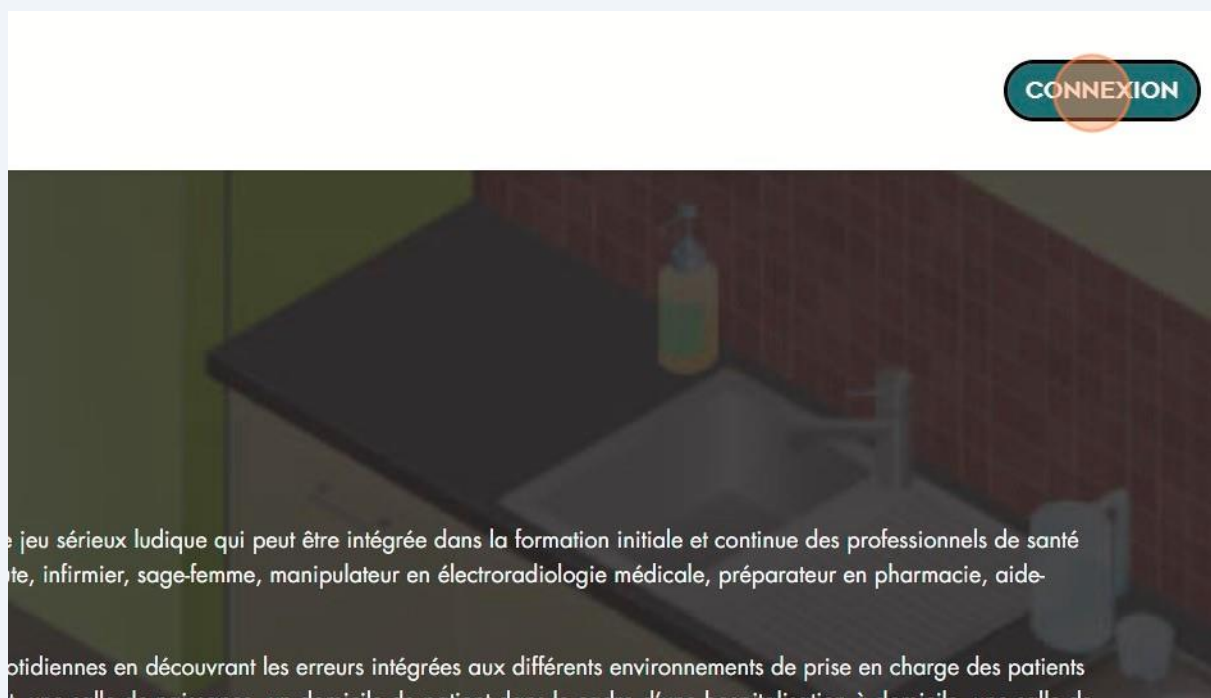 CONNEXION
jeu sérieux ludique qui peut être intégrée dans la formation initiale et continue des professionnels de santé
infirmier, sage-femme, manipulateur en électroradiologie médicale, préparateur en pharmacie, aide-
en découvrant les erreurs intégrées aux différents environnements de prise en charge des patients